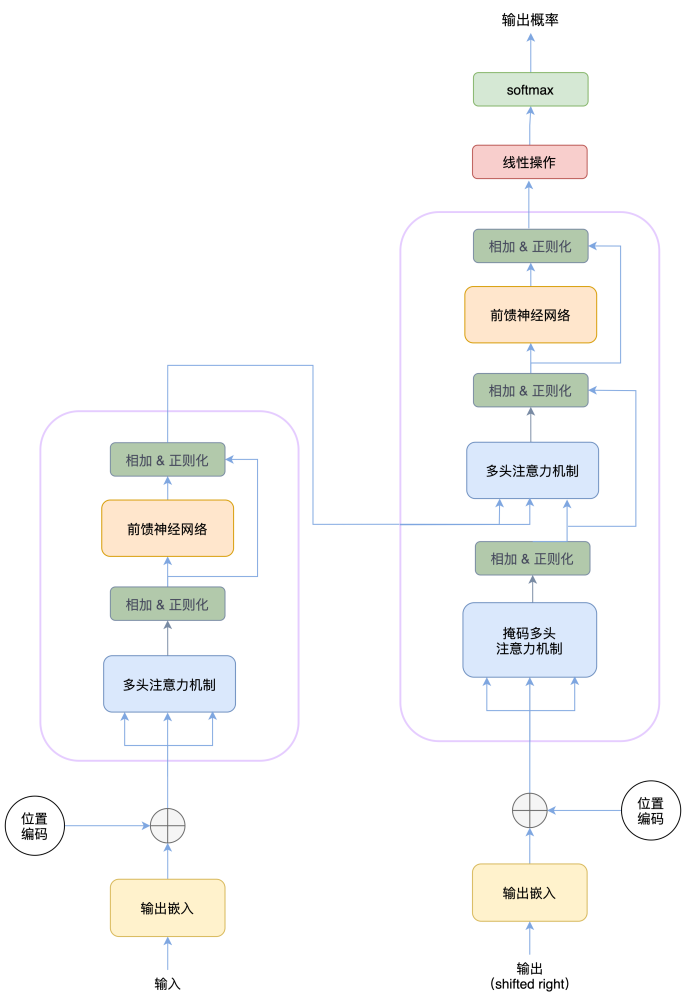 输出概率
softmax
线性操作
相加 & 正则化
前馈神经网络
相加 & 正则化
多头注意力机制
相加 & 正则化
掩码多头
注意力机制
位置
编码
输出嵌入
输出
(shifted right)
相加 & 正则化
前馈神经网络
相加 & 正则化
多头注意力机制
位置
编码
输出嵌入
输入